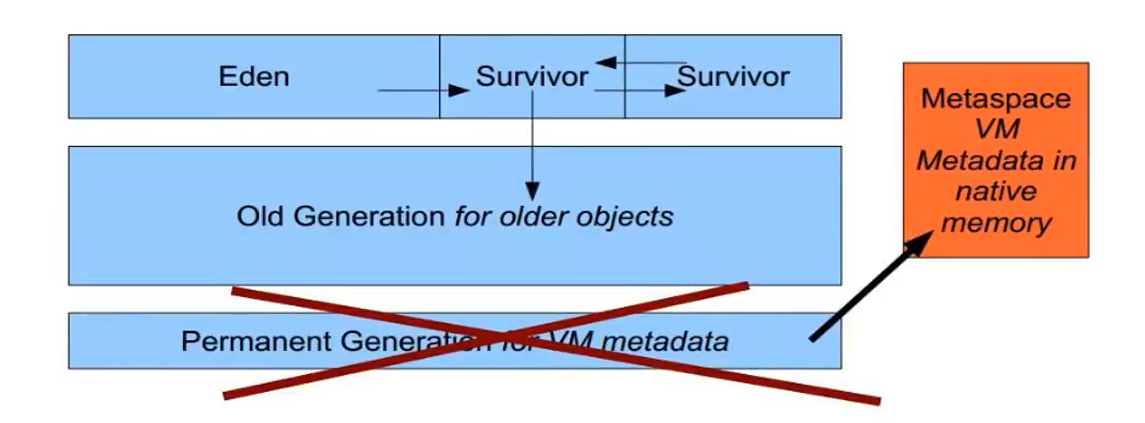 Eden
Survivor
Survivor
Old Generation for older objects
Permanent Generation for VM metadata
Metaspace
VM
Metadata in
native
memory